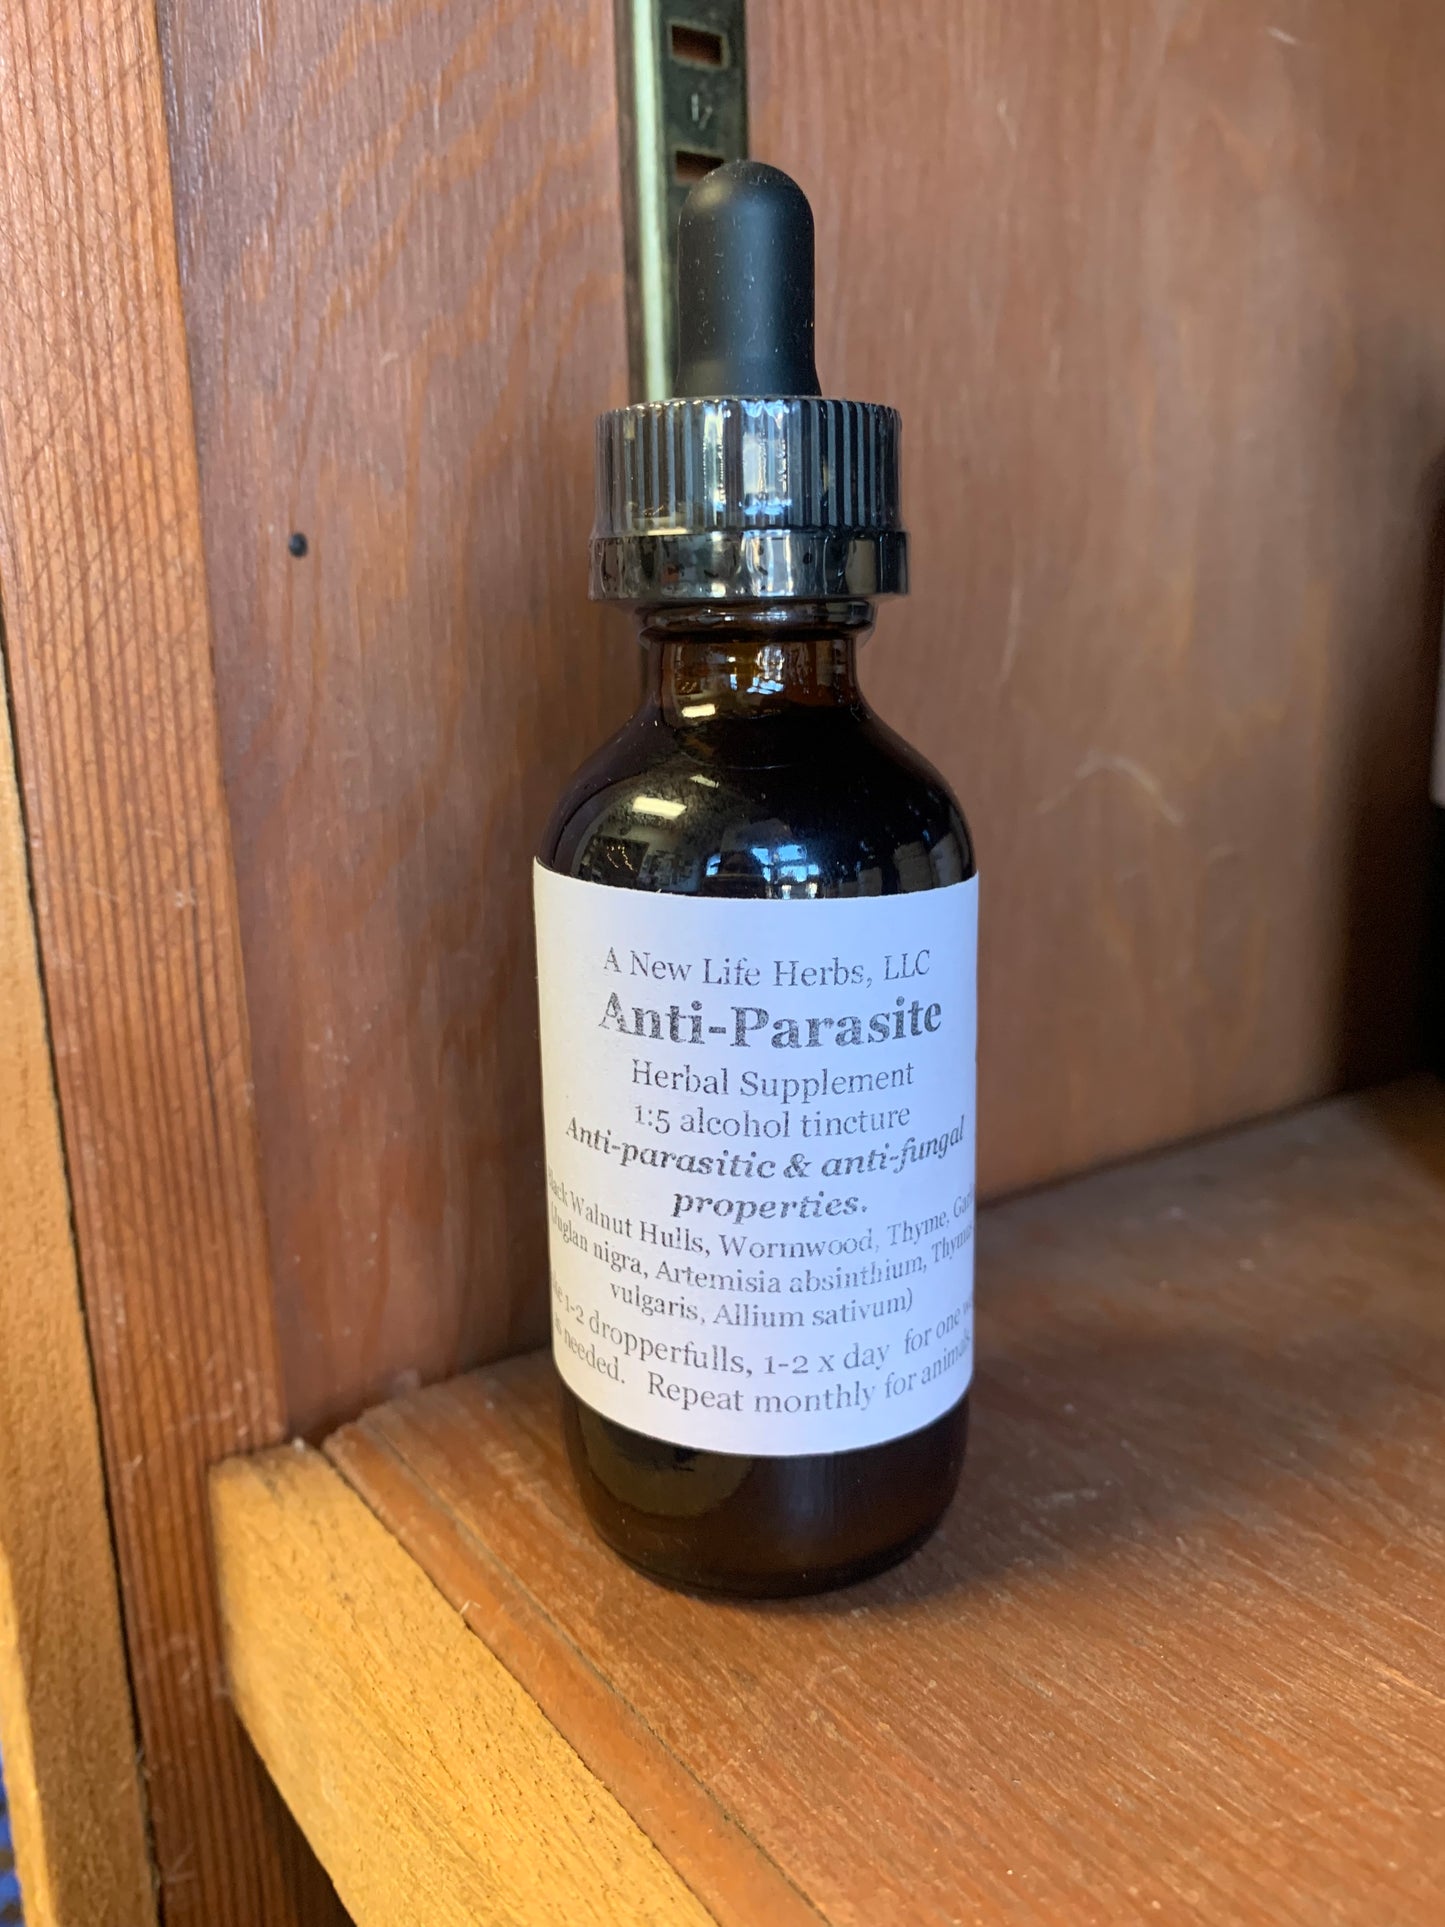 A New Life Herbs, LLC
Anti-Parasite
Herbal Supplement
1:5 alcohol tincture
Anti-parasitic & anti-fungal
properties.
Walnut Hulls, Wormwood, Thyme,
nigra, Artemisia absinthium, Thymus
vulgaris, Allium sativum)
1-2 dropperfulls, 1-2 x day for one
needed. Repeat monthly for animals